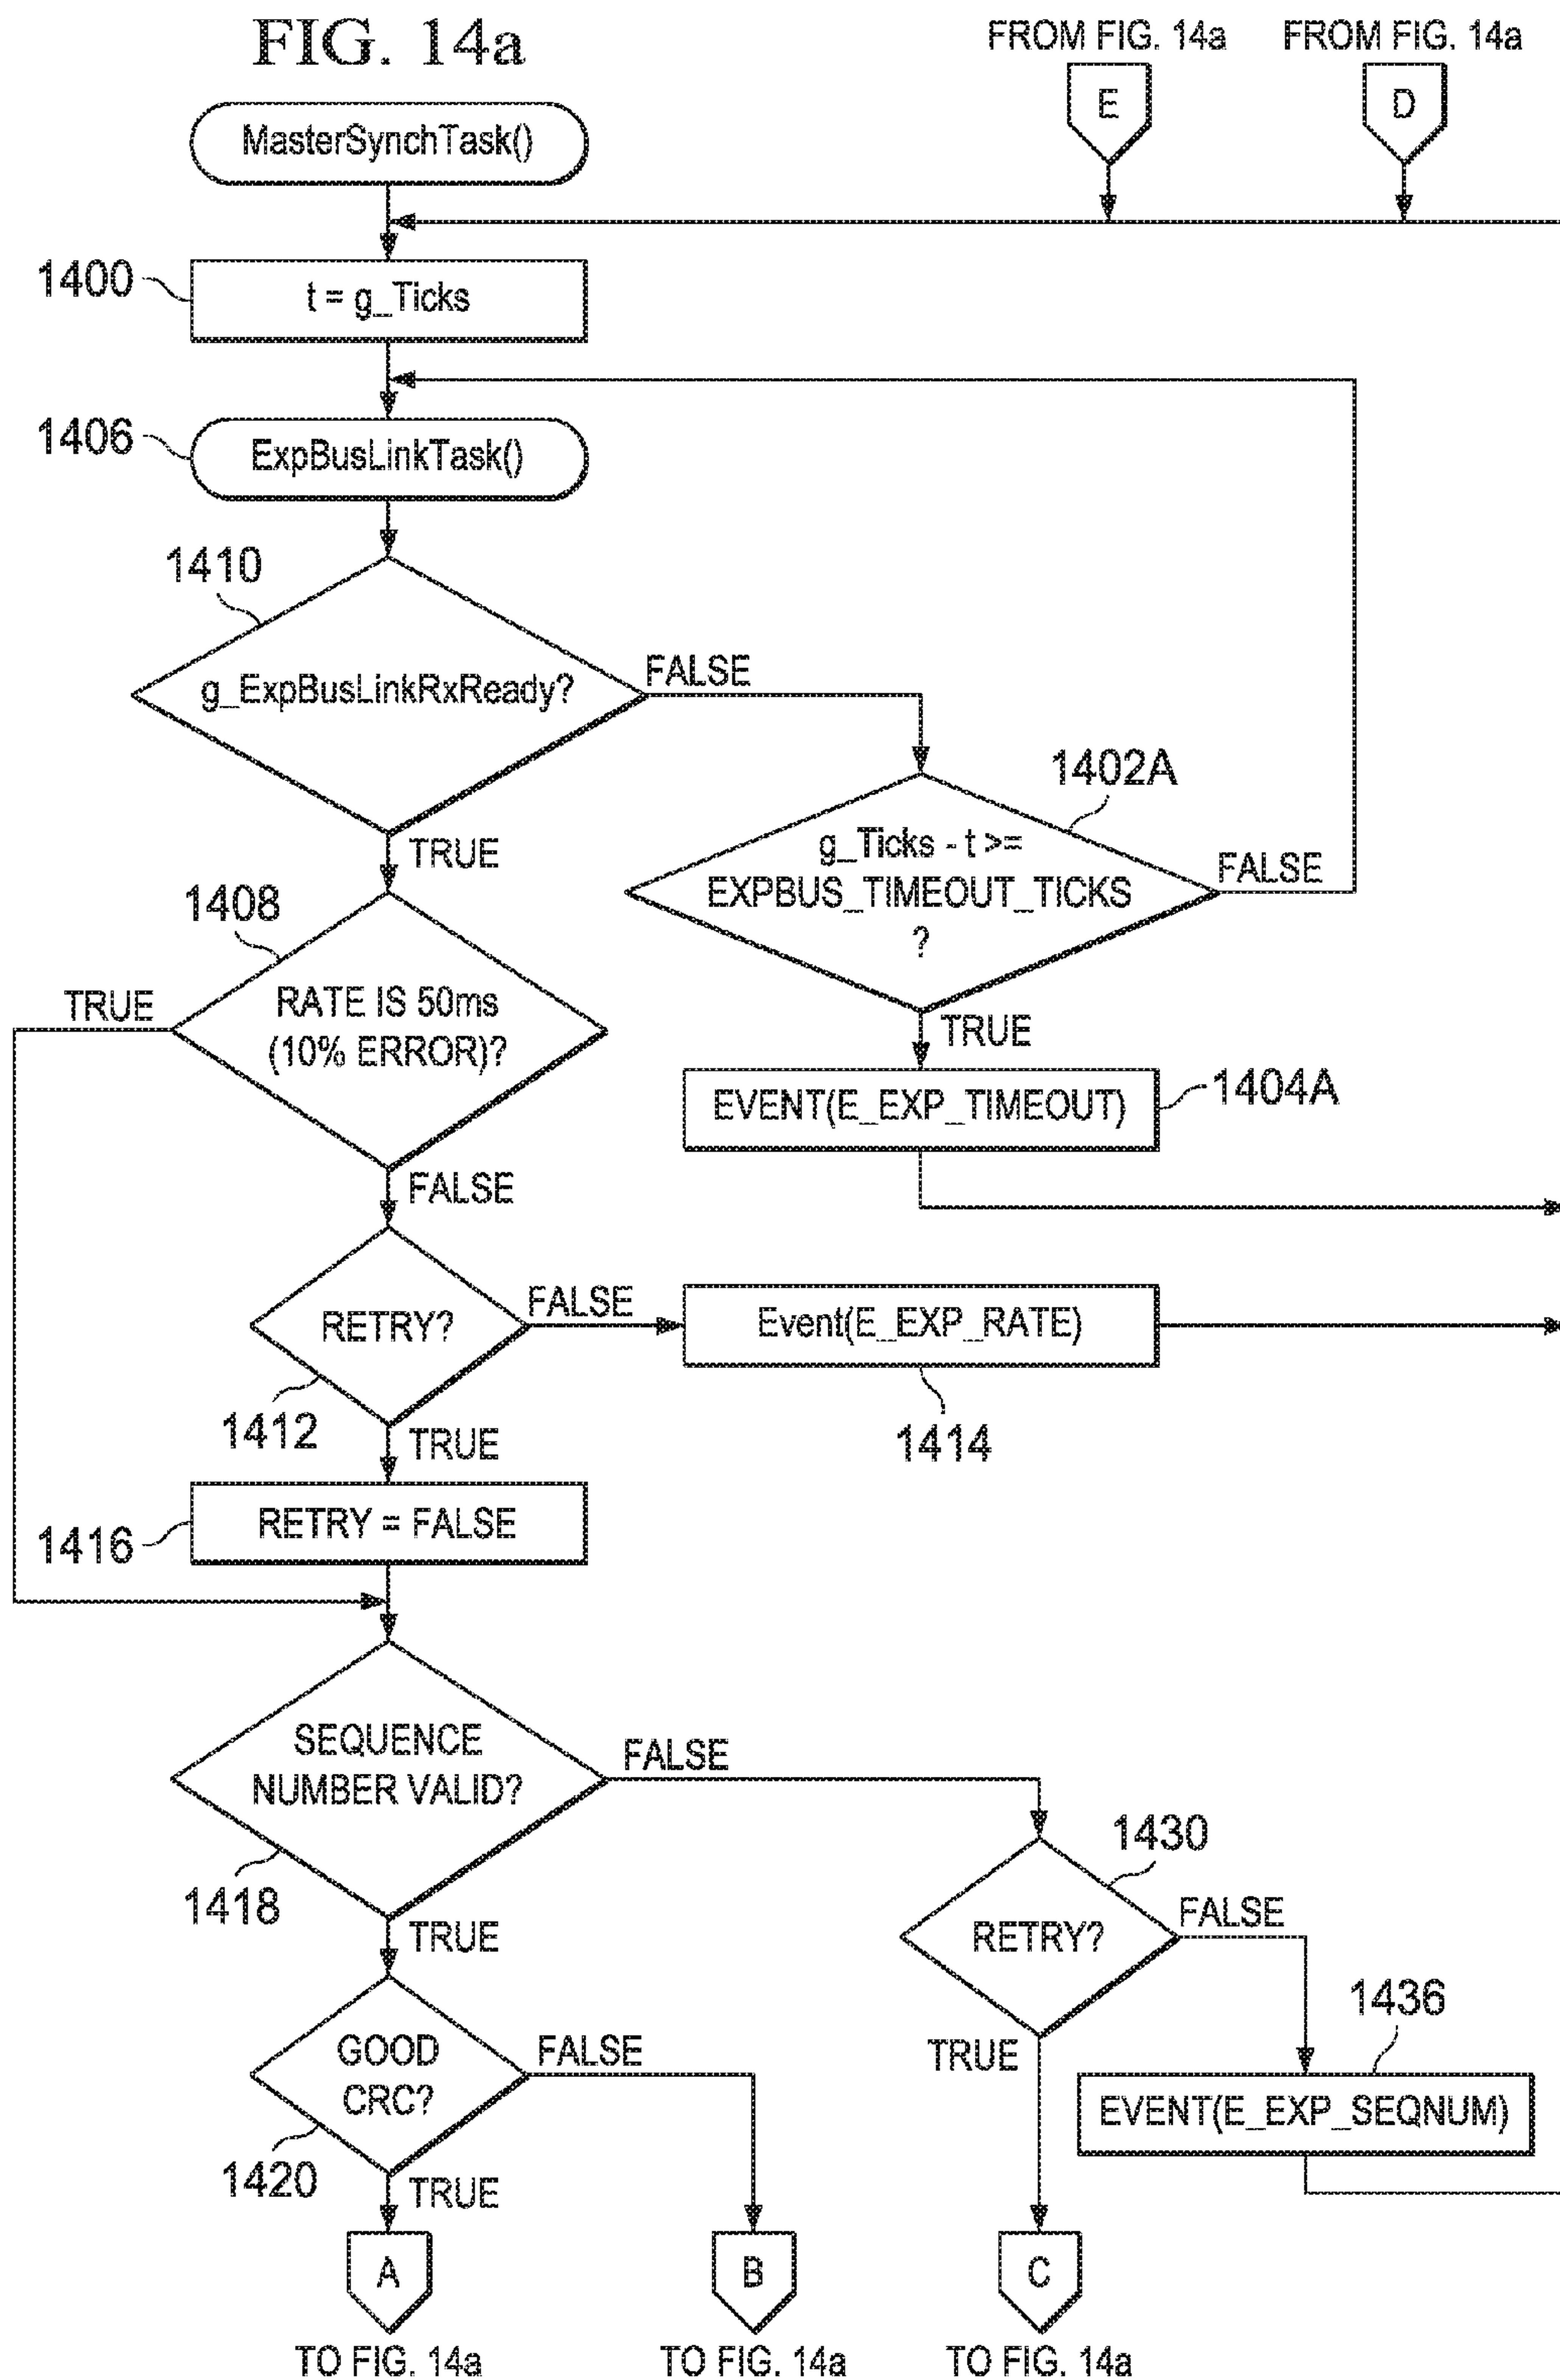 FIG. 14a
FROM FIG. 14a
FROM FIG. 14a
E
D
MasterSynchTask()
1400
t = g_Ticks
1406
ExpBusLinkTask()
1410
g_ExpBusLinkRxReady?
FALSE
TRUE
1402A
g_Ticks - t >=
EXPBUS_TIMEOUT_TICKS
?
FALSE
TRUE
1408
TRUE
RATE IS 50ms
(10% ERROR)?
FALSE
EVENT(E_EXP_TIMEOUT)
1404A
RETRY?
FALSE
1412
TRUE
Event(E_EXP_RATE)
1414
1416
RETRY = FALSE
SEQUENCE
NUMBER VALID?
FALSE
1418
TRUE
1430
RETRY?
FALSE
TRUE
1436
EVENT(E_EXP_SEQNUM)
GOOD
CRC?
FALSE
1420
TRUE
A
B
C
TO FIG. 14a
TO FIG. 14a
TO FIG. 14a